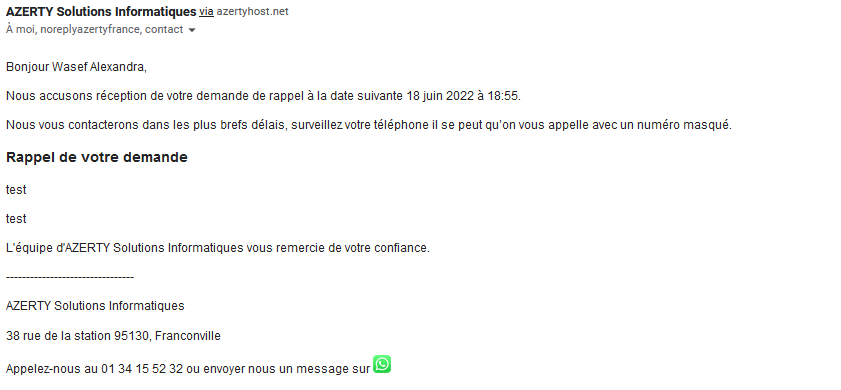 AZERTY Solutions Informatiques via azertyhost.net
À moi, noreplyazertyfrance, contact
Bonjour Wasef Alexandra,
Nous accusons réception de votre demande de rappel à la date suivante 18 juin 2022 à 18:55.
Nous vous contacterons dans les plus brefs délais, surveillez votre téléphone il se peut qu'on vous appelle avec un numéro masqué.
Rappel de votre demande
test
test
L'équipe d'AZERTY Solutions Informatiques vous remercie de votre confiance.
--------------------------------
AZERTY Solutions Informatiques
38 rue de la station 95130, Franconville
Appelez-nous au 01 34 15 52 32 ou envoyer nous un message sur